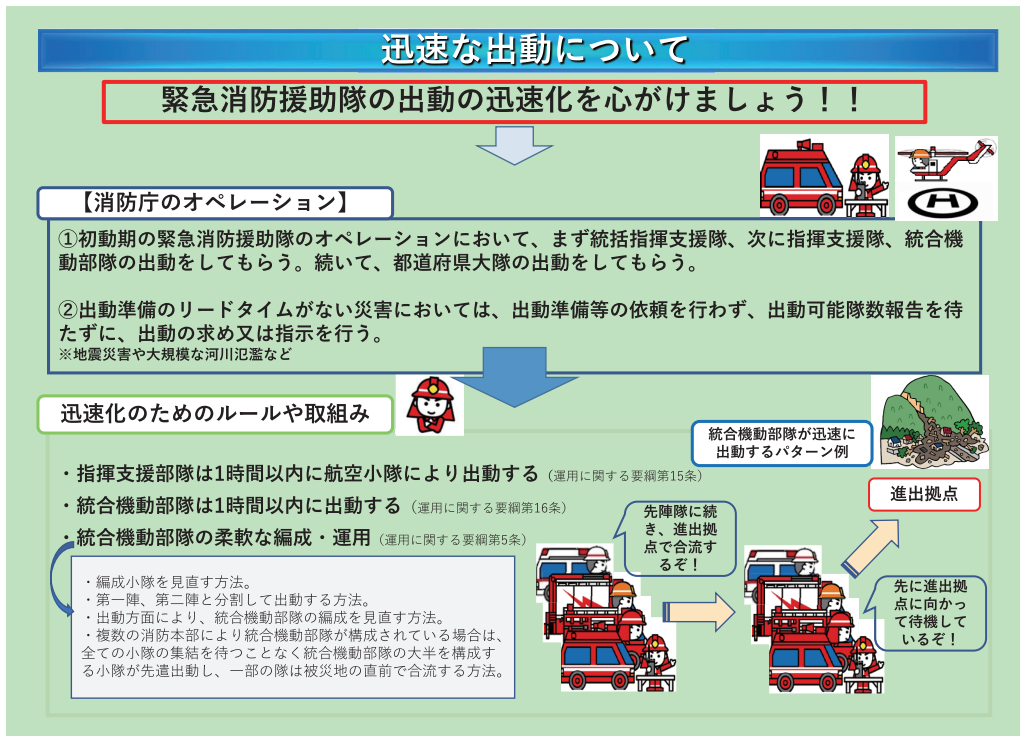 迅速な出動について
緊急消防援助隊の出動の迅速化を心がけましょう！！
【消防庁のオペレーション】
①初動期の緊急消防援助隊のオペレーションにおいて、まず統括指揮支援隊、次に指揮支援隊、統合機
動部隊の出動をしてもらう。続いて、都道府県大隊の出動をしてもらう。
②出動準備のリードタイムがない災害においては、出動準備等の依頼を行わず、出動可能隊数報告を待
たずに、出動の求め又は指示を行う。
※地震災害や大規模な河川氾濫など
迅速化のためのルールや取組み
・指揮支援部隊は1時間以内に航空小隊により出動する（運用に関する要綱第15条）
・統合機動部隊は1時間以内に出動する（運用に関する要綱第16条）
・統合機動部隊の柔軟な編成・運用（運用に関する要綱第5条）
・編成小隊を見直す方法。
・第一陣、第二陣と分割して出動する方法。
・出動方面により、統合機動部隊の編成を見直す方法。
・複数の消防本部により統合機動部隊が構成されている場合は、
全ての小隊の集結を待つことなく統合機動部隊の大半を構成す
る小隊が先遣出動し、一部の隊は被災地の直前で合流する方法。
統合機動部隊が迅速に
出動するパターン例
進出拠点
先陣隊に続
き、進出拠
点で合流す
るぞ！
先に進出拠
点に向かっ
て待機して
いるぞ！
H